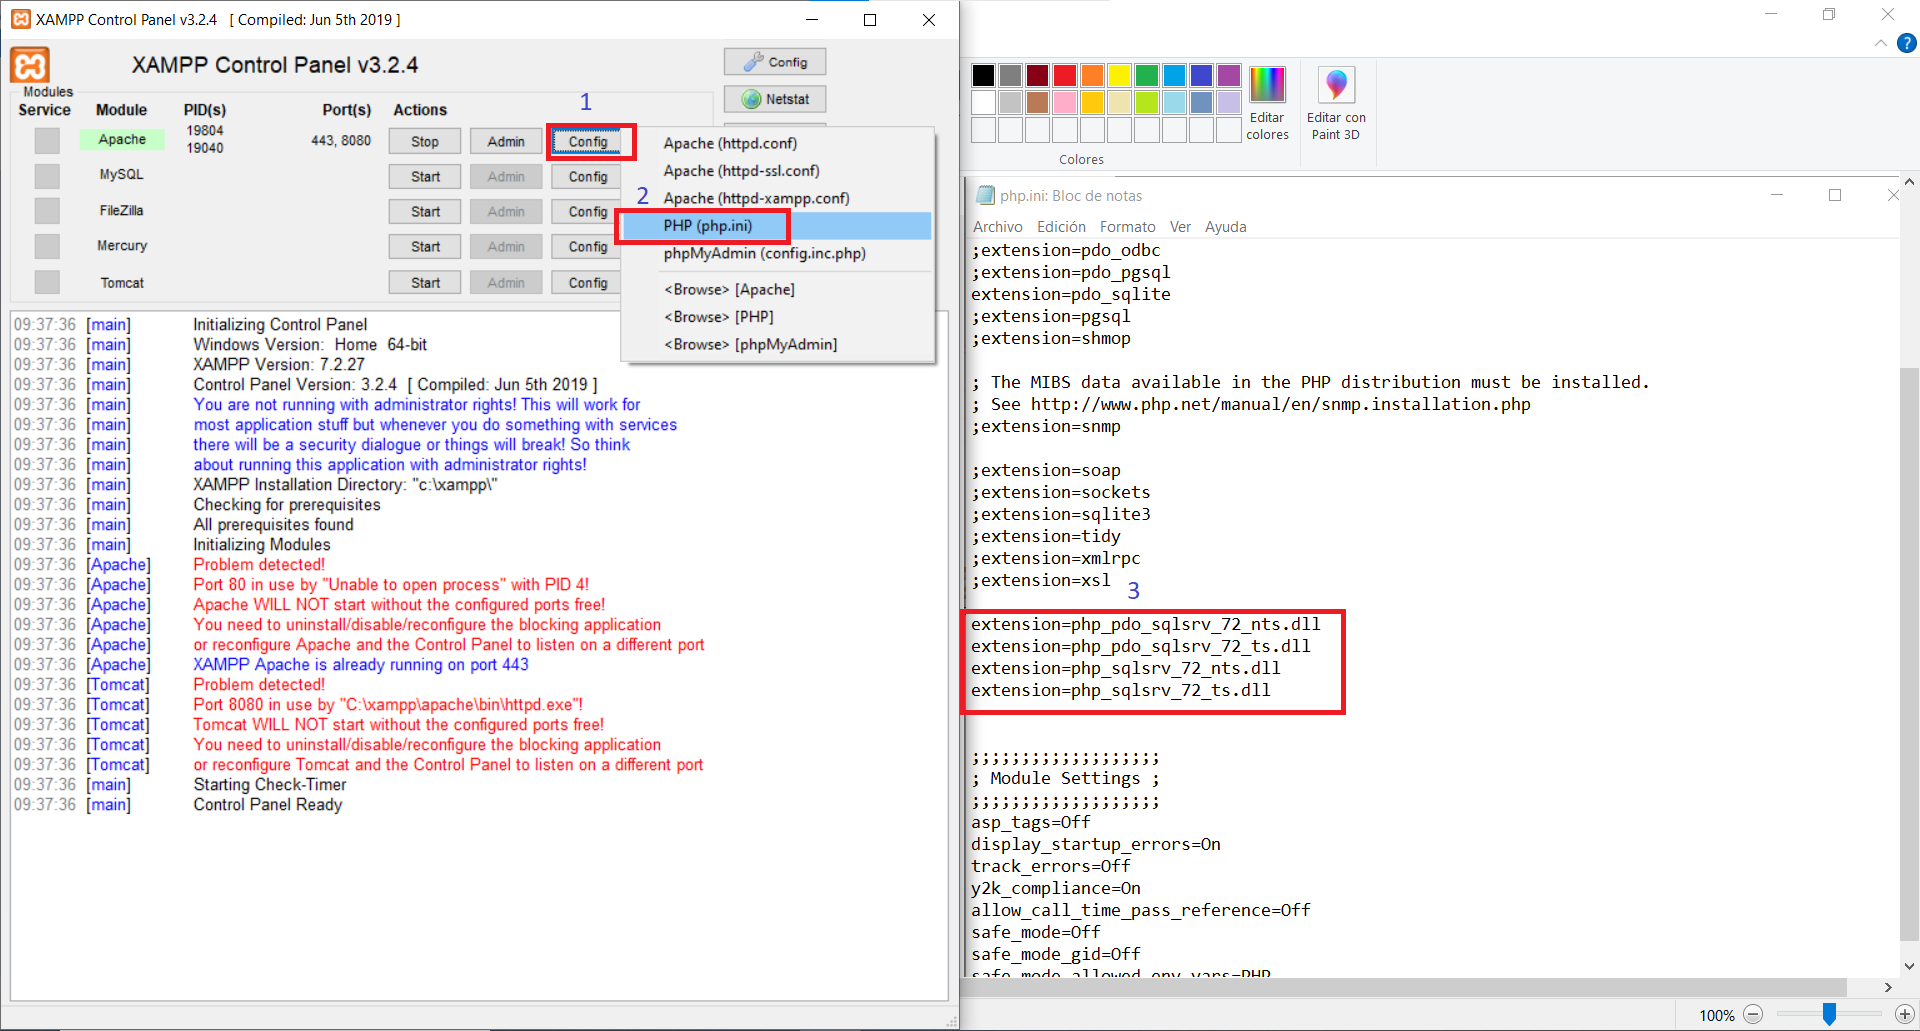 XAMPP Control Panel v3.2.4 [ Compiled: Jun 5th 2019 ]
XAMPP Control Panel v3.2.4
Config
Netstat
Modules
Service Module PID(s) Port(s) Actions
1
Apache 19804 19040 443, 8080 Stop Admin Config
MySQL Start Admin Config
FileZilla Start Admin Config
Mercury Start Admin Config
Tomcat Start Admin Config
2
Apache (httpd.conf)
Apache (httpd-ssl.conf)
Apache (httpd-xampp.conf)
PHP (php.ini)
phpMyAdmin (config.inc.php)
<Browse> [Apache]
<Browse> [PHP]
<Browse> [phpMyAdmin]
09:37:36 [main] Initializing Control Panel
09:37:36 [main] Windows Version: Home 64-bit
09:37:36 [main] XAMPP Version: 7.2.27
09:37:36 [main] Control Panel Version: 3.2.4 [ Compiled: Jun 5th 2019 ]
09:37:36 [main] You are not running with administrator rights! This will work for
09:37:36 [main] most application stuff but whenever you do something with services
09:37:36 [main] there will be a security dialogue or things will break! So think
09:37:36 [main] about running this application with administrator rights!
09:37:36 [main] XAMPP Installation Directory: "c:\xampp\"
09:37:36 [main] Checking for prerequisites
09:37:36 [main] All prerequisites found
09:37:36 [main] Initializing Modules
09:37:36 [Apache] Problem detected!
09:37:36 [Apache] Port 80 in use by "Unable to open process" with PID 4!
09:37:36 [Apache] Apache WILL NOT start without the configured ports free!
09:37:36 [Apache] You need to uninstall/disable/reconfigure the blocking application
09:37:36 [Apache] or reconfigure Apache and the Control Panel to listen on a different port
09:37:36 [Apache] XAMPP Apache is already running on port 443
09:37:36 [Tomcat] Problem detected!
09:37:36 [Tomcat] Port 8080 in use by "C:\xampp\apache\bin\httpd.exe"!
09:37:36 [Tomcat] Tomcat WILL NOT start without the configured ports free!
09:37:36 [Tomcat] You need to uninstall/disable/reconfigure the blocking application
09:37:36 [Tomcat] or reconfigure Tomcat and the Control Panel to listen on a different port
09:37:36 [main] Starting Check-Timer
09:37:36 [main] Control Panel Ready
?
Editar colores
Editar con Paint 3D
Colores
php.ini: Bloc de notas
Archivo Edición Formato Ver Ayuda
;extension=pdo_odbc
;extension=pdo_pgsql
extension=pdo_sqlite
;extension=pgsql
;extension=shmop
; The MIBS data available in the PHP distribution must be installed.
; See http://www.php.net/manual/en/snmp.installation.php
;extension=snmp
;extension=soap
;extension=sockets
;extension=sqlite3
;extension=tidy
;extension=xmlrpc
;extension=xsl
3
extension=php_pdo_sqlsrv_72_nts.dll
extension=php_pdo_sqlsrv_72_ts.dll
extension=php_sqlsrv_72_nts.dll
extension=php_sqlsrv_72_ts.dll
;;;;;;;;;;;;;;;;;;;
; Module Settings ;
;;;;;;;;;;;;;;;;;;;
asp_tags=Off
display_startup_errors=On
track_errors=Off
y2k_compliance=On
allow_call_time_pass_reference=Off
safe_mode=Off
safe_mode_gid=Off
safe_mode_allowed_env_vars=PHP_
100%